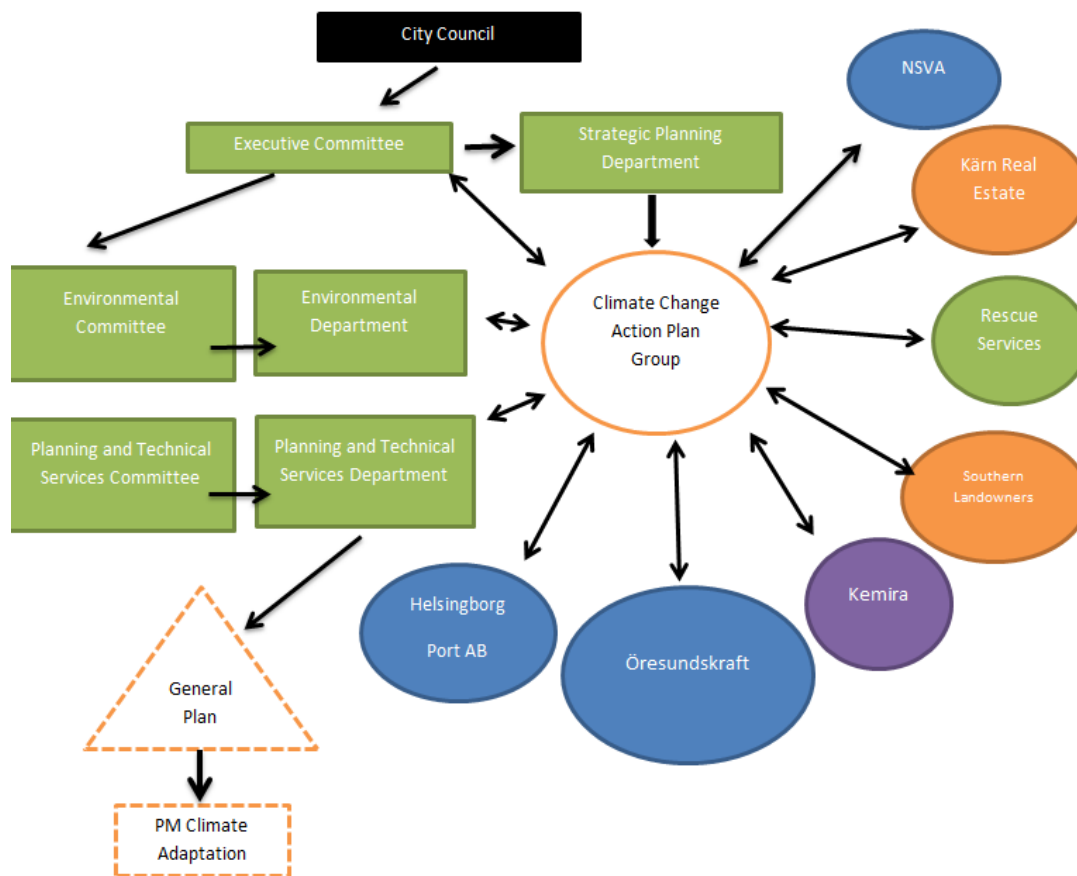 City Council
NSVA
Executive Committee
Strategic Planning
Department
Kärn Real
Estate
Environmental
Committee
Environmental
Department
Climate Change
Action Plan
Group
Rescue
Services
Planning and Technical
Services Committee
Planning and Technical
Services Department
Southern
Landowners
Helsingborg
Port AB
Öresundskraft
Kemira
General
Plan
PM Climate
Adaptation